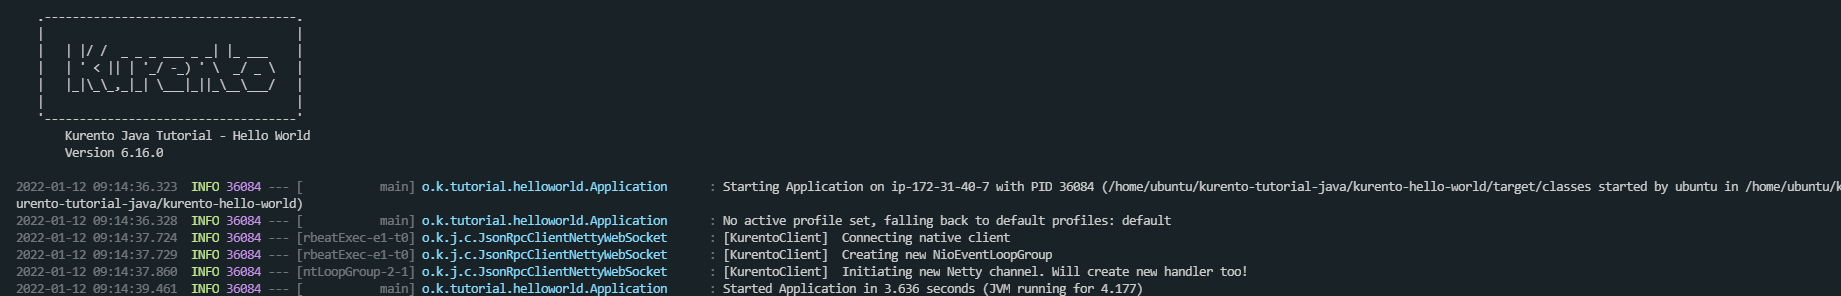 Kurento Java Tutorial - Hello World
Version 6.16.0
2022-01-12 09:14:36.323  INFO 36084 --- [           main] o.k.tutorial.helloworld.Application      : Starting Application on ip-172-31-40-7 with PID 36084 (/home/ubuntu/kurento-tutorial-java/kurento-hello-world/target/classes started by ubuntu in /home/ubuntu/k
urento-tutorial-java/kurento-hello-world)
2022-01-12 09:14:36.328  INFO 36084 --- [           main] o.k.tutorial.helloworld.Application      : No active profile set, falling back to default profiles: default
2022-01-12 09:14:37.724  INFO 36084 --- [rbeatExec-e1-t0] o.k.j.c.JsonRpcClientNettyWebSocket      : [KurentoClient]  Connecting native client
2022-01-12 09:14:37.729  INFO 36084 --- [rbeatExec-e1-t0] o.k.j.c.JsonRpcClientNettyWebSocket      : [KurentoClient]  Creating new NioEventLoopGroup
2022-01-12 09:14:37.860  INFO 36084 --- [ntLoopGroup-2-1] o.k.j.c.JsonRpcClientNettyWebSocket      : [KurentoClient]  Initiating new Netty channel. Will create new handler too!
2022-01-12 09:14:39.461  INFO 36084 --- [           main] o.k.tutorial.helloworld.Application      : Started Application in 3.636 seconds (JVM running for 4.177)